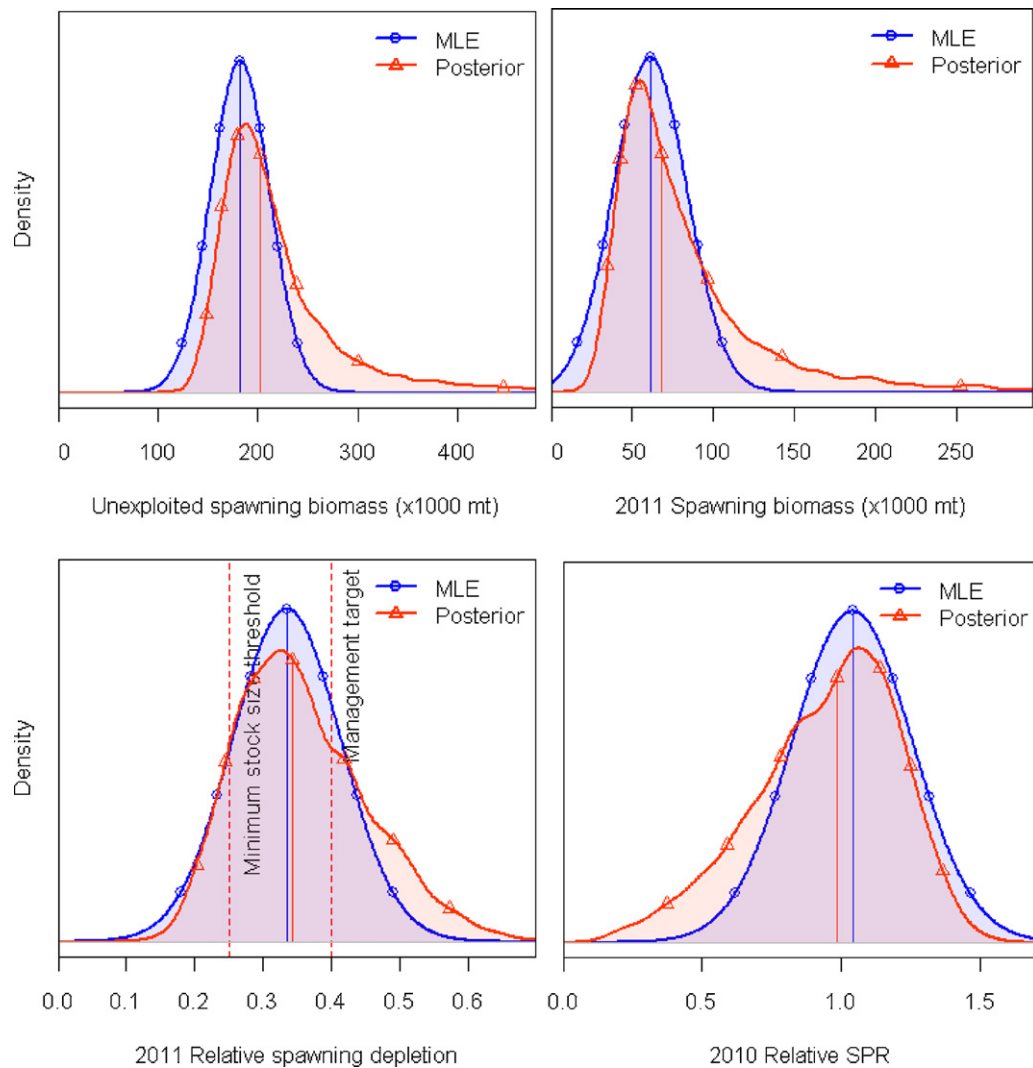 MLE
Posterior
Density
0 100 200 300 400
Unexploited spawning biomass (x1000 mt)
MLE
Posterior
0 50 100 150 200 250
2011 Spawning biomass (x1000 mt)
MLE
Posterior
Minimum stock size threshold
Management target
Density
0.0 0.1 0.2 0.3 0.4 0.5 0.6
2011 Relative spawning depletion
MLE
Posterior
0.0 0.5 1.0 1.5
2010 Relative SPR